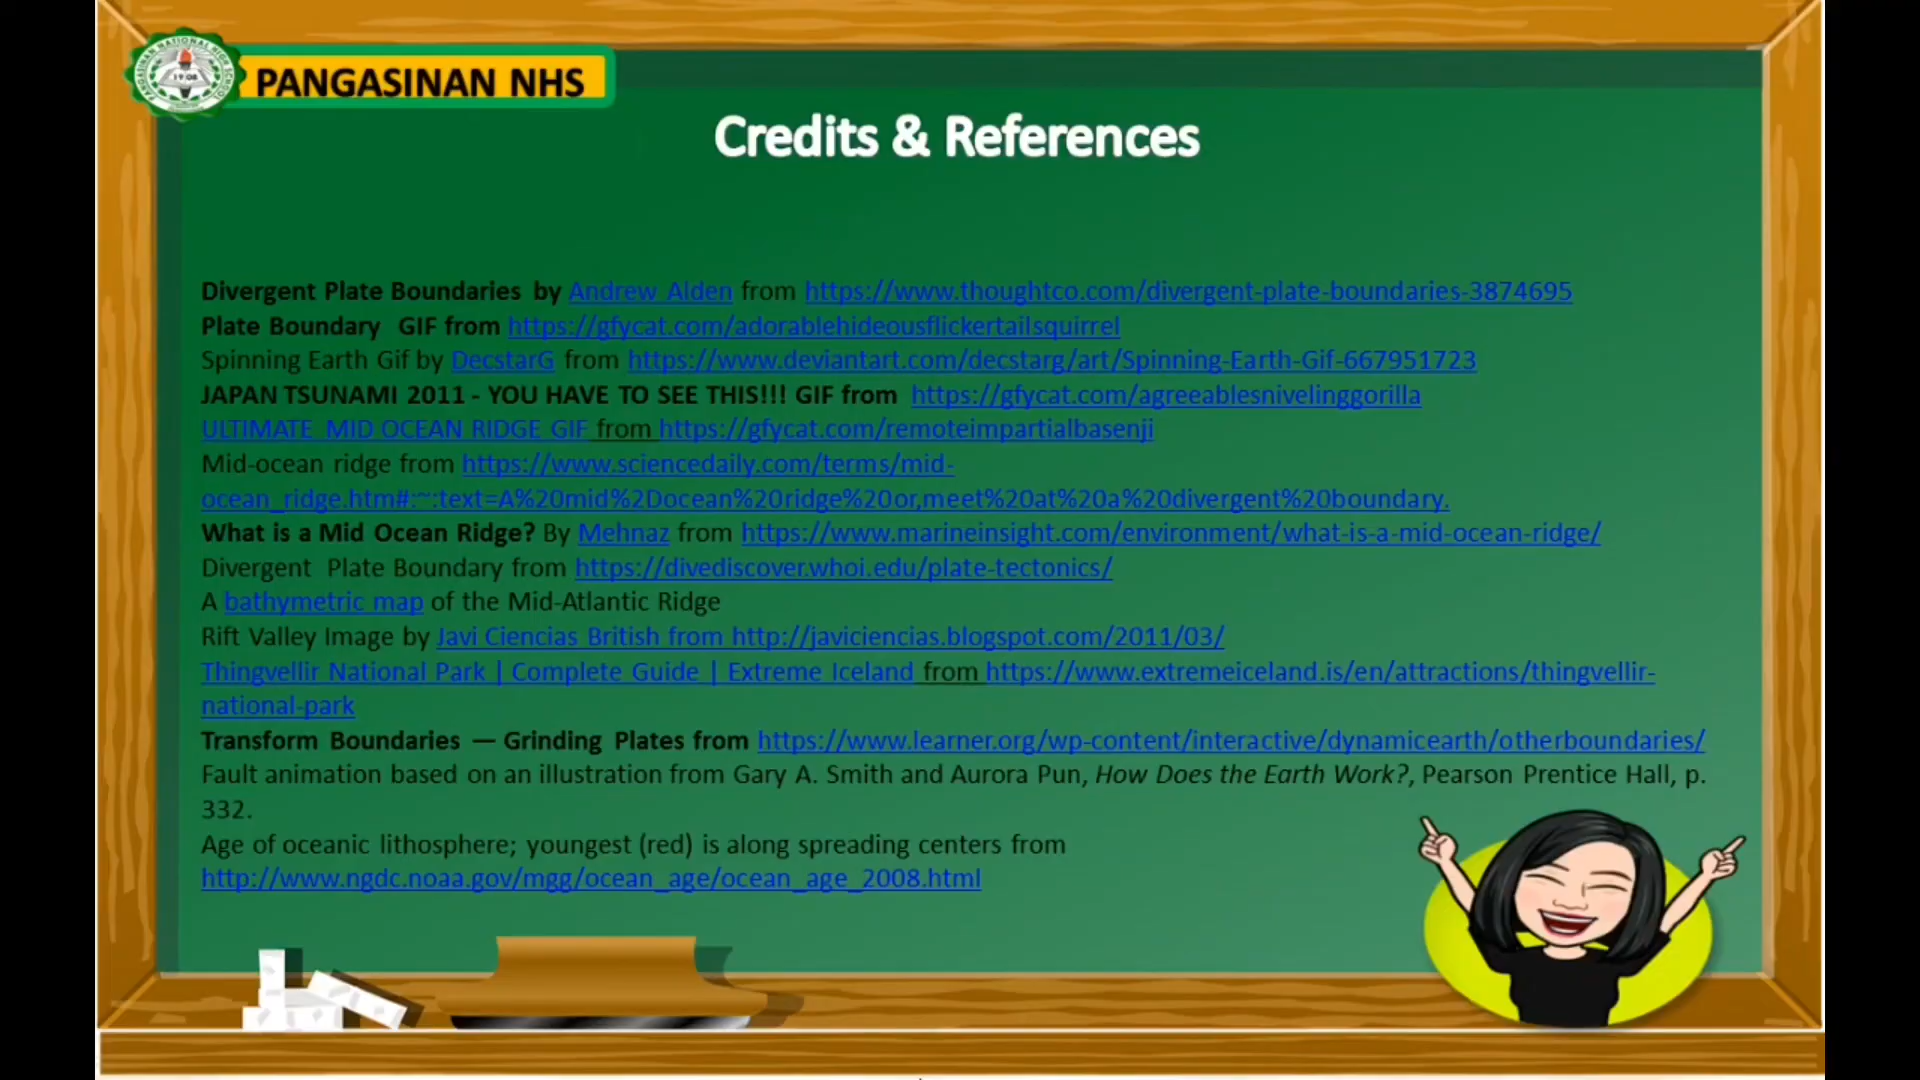 PANGASINAN NATIONAL HIGH SCHOOL
1908
PANGASINAN NHS
Credits & References
Divergent Plate Boundaries by Andrew Alden from https://www.thoughtco.com/divergent-plate-boundaries-3874695
Plate Boundary GIF from https://gfycat.com/adorablehideousflickertailsquirrel
Spinning Earth Gif by DecstarG from https://www.deviantart.com/decstarg/art/Spinning-Earth-Gif-667951723
JAPAN TSUNAMI 2011 - YOU HAVE TO SEE THIS!!! GIF from https://gfycat.com/agreeablesnivelinggorilla
ULTIMATE MID OCEAN RIDGE GIF from https://gfycat.com/remoteimpartialbasenji
Mid-ocean ridge from https://www.sciencedaily.com/terms/mid-
ocean_ridge.htm#:~:text=A%20mid%2Docean%20ridge%20or,meet%20at%20a%20divergent%20boundary.
What is a Mid Ocean Ridge? By Mehnaz from https://www.marineinsight.com/environment/what-is-a-mid-ocean-ridge/
Divergent Plate Boundary from https://divediscover.whoi.edu/plate-tectonics/
A bathymetric map of the Mid-Atlantic Ridge
Rift Valley Image by Javi Ciencias British from http://javiciencias.blogspot.com/2011/03/
Thingvellir National Park | Complete Guide | Extreme Iceland from https://www.extremeiceland.is/en/attractions/thingvellir-
national-park
Transform Boundaries — Grinding Plates from https://www.learner.org/wp-content/interactive/dynamicearth/otherboundaries/
Fault animation based on an illustration from Gary A. Smith and Aurora Pun, How Does the Earth Work?, Pearson Prentice Hall, p.
332.
Age of oceanic lithosphere; youngest (red) is along spreading centers from
http://www.ngdc.noaa.gov/mgg/ocean_age/ocean_age_2008.html